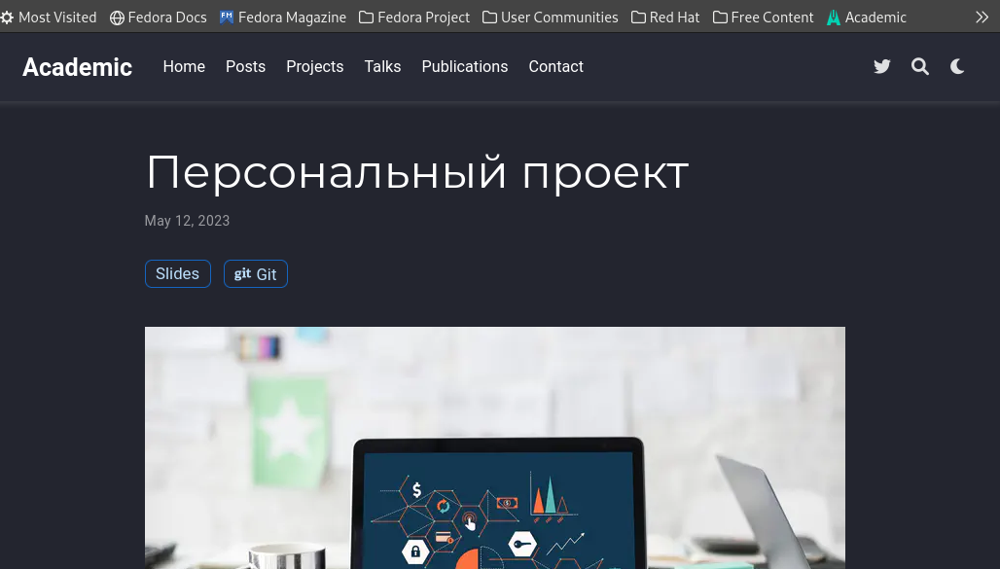 Most Visited Fedora Docs Fedora Magazine Fedora Project User Communities Red Hat Free Content Academic
Academic Home Posts Projects Talks Publications Contact
Персональный проект
May 12, 2023
Slides git Git